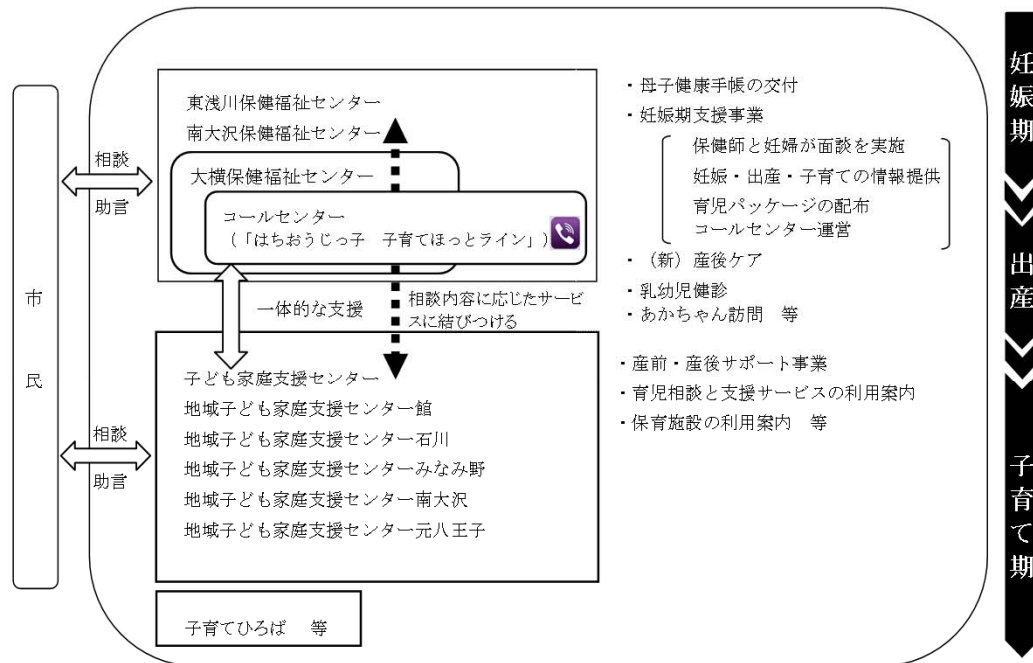 市民
相談
助言
東浅川保健福祉センター
南大沢保健福祉センター
大横保健福祉センター
コールセンター
(「はちおうじっ子　子育てほっとライン」)
一体的な支援
相談内容に応じたサービ
スに結びつける
相談
助言
子ども家庭支援センター
地域子ども家庭支援センター館
地域子ども家庭支援センター石川
地域子ども家庭支援センターみなみ野
地域子ども家庭支援センター南大沢
地域子ども家庭支援センター元八王子
子育てひろば　等
・母子健康手帳の交付
・妊娠期支援事業
保健師と妊婦が面談を実施
妊娠・出産・子育ての情報提供
育児パッケージの配布
コールセンター運営
・（新）産後ケア
・乳幼児健診
・あかちゃん訪問　等
・産前・産後サポート事業
・育児相談と支援サービスの利用案内
・保育施設の利用案内　等
妊娠期
出産
子育て期